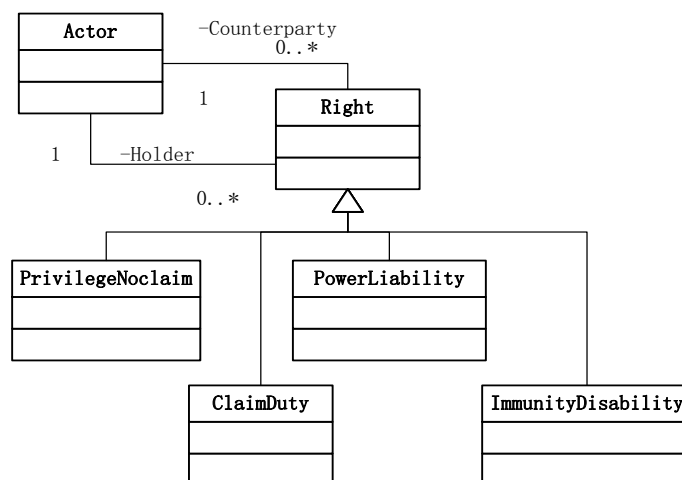 Actor
-Counterparty
0..*
1
Right
1
-Holder
0..*
PrivilegeNoclaim
PowerLiability
ClaimDuty
ImmunityDisability